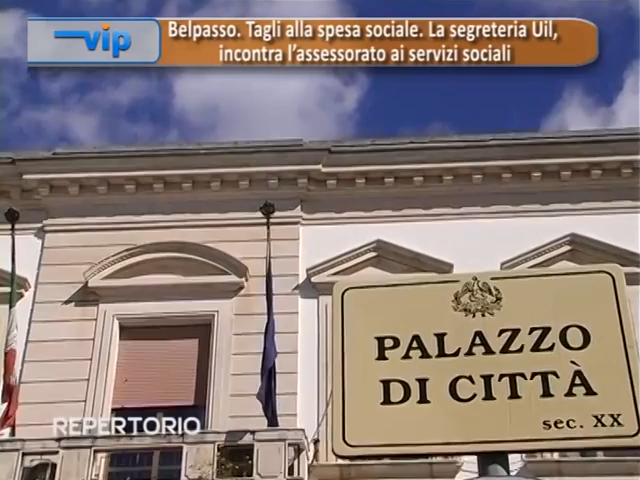 vip
Belpasso. Tagli alla spesa sociale. La segreteria Uil,
incontra l'assessorato ai servizi sociali
PALAZZO
DI CITTÀ
sec. XX
REPERTORIO